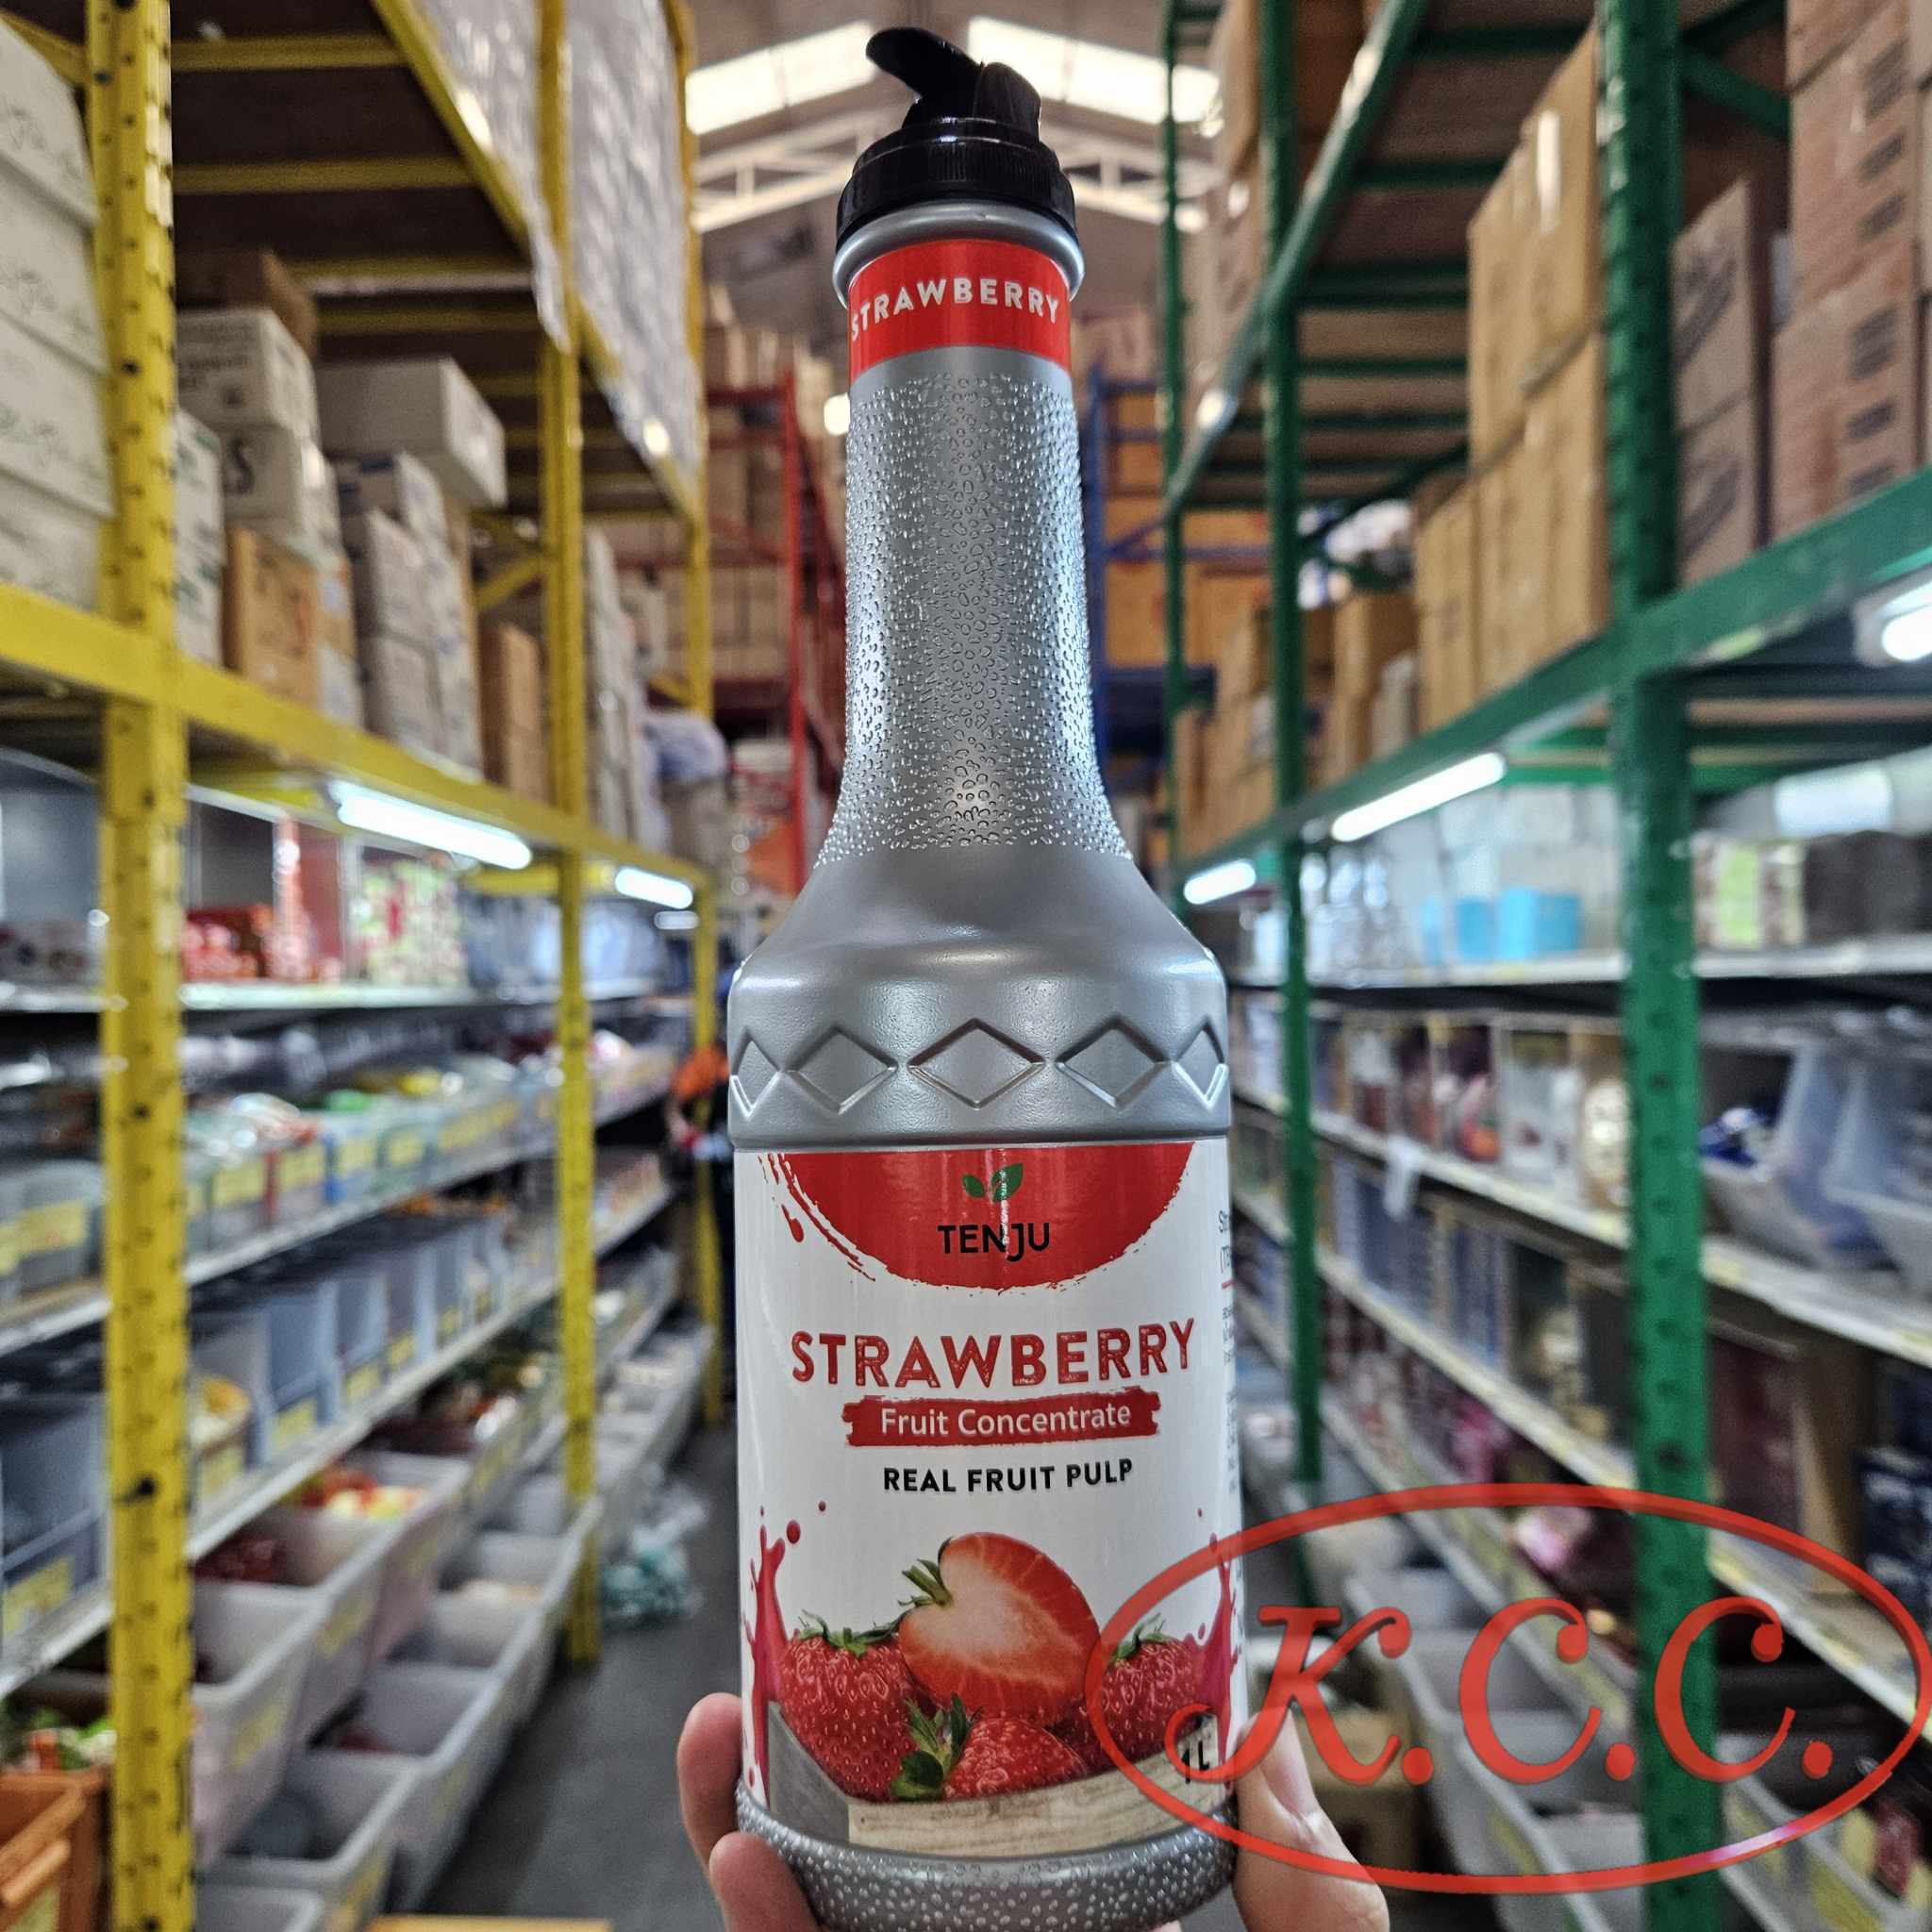 STRAWBERRY
TENJU
STRAWBERRY
Fruit Concentrate
REAL FRUIT PULP
1L
K.C.C.